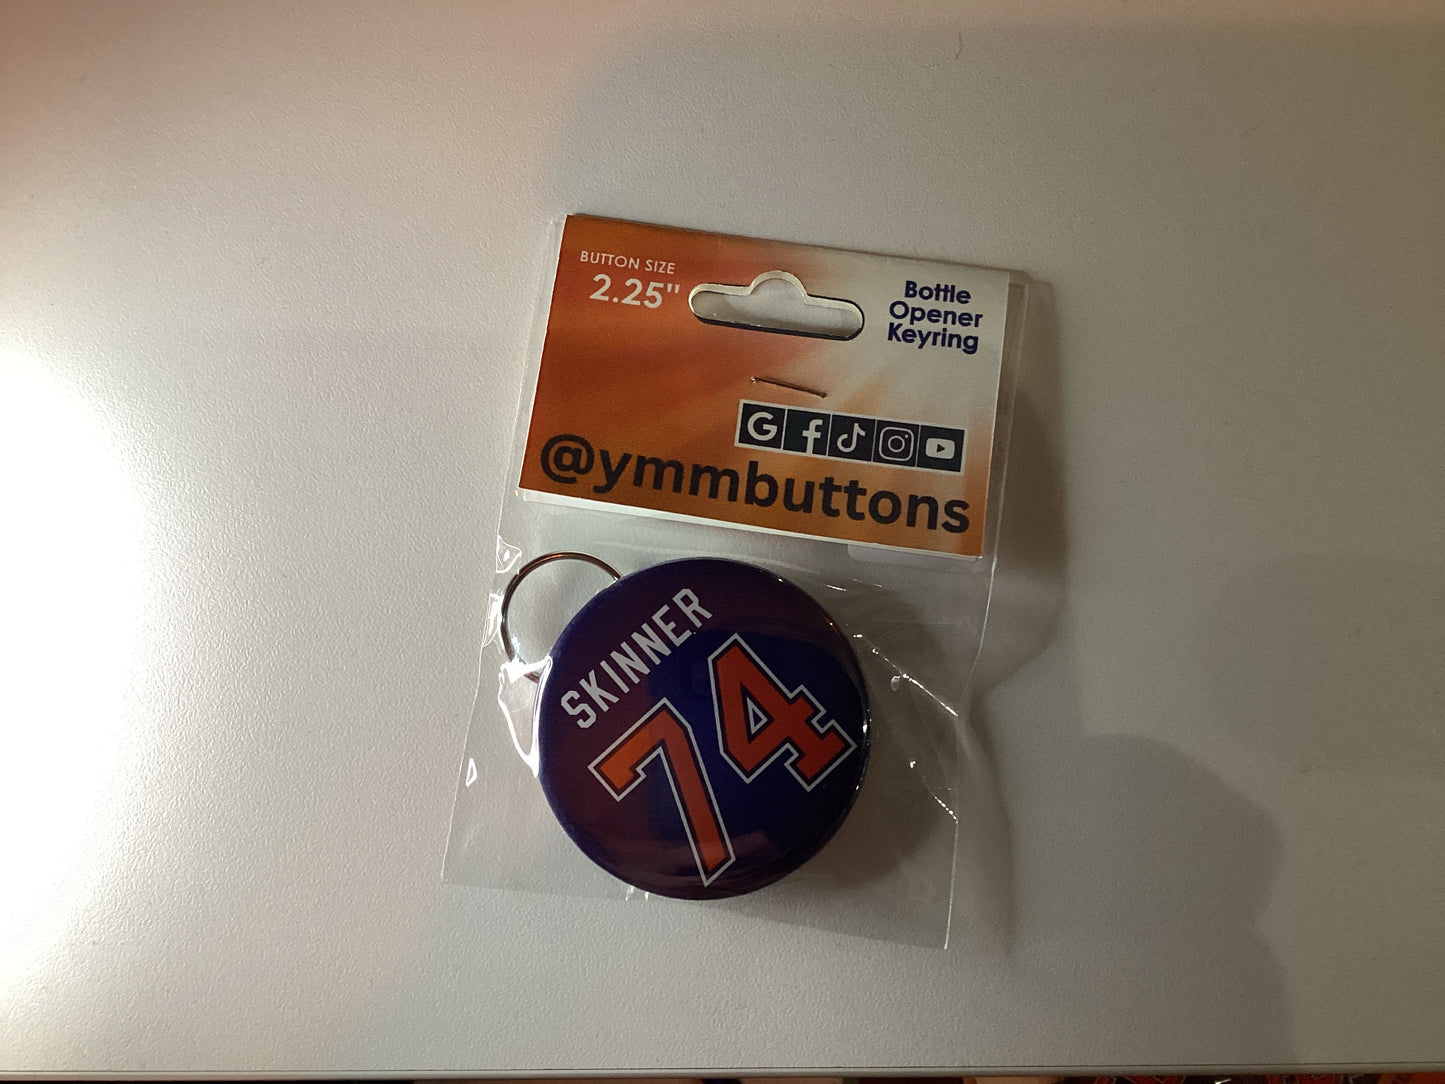 BUTTON SIZE
2.25"
Bottle
Opener
Keyring
@ymmbuttons
SKINNER
74